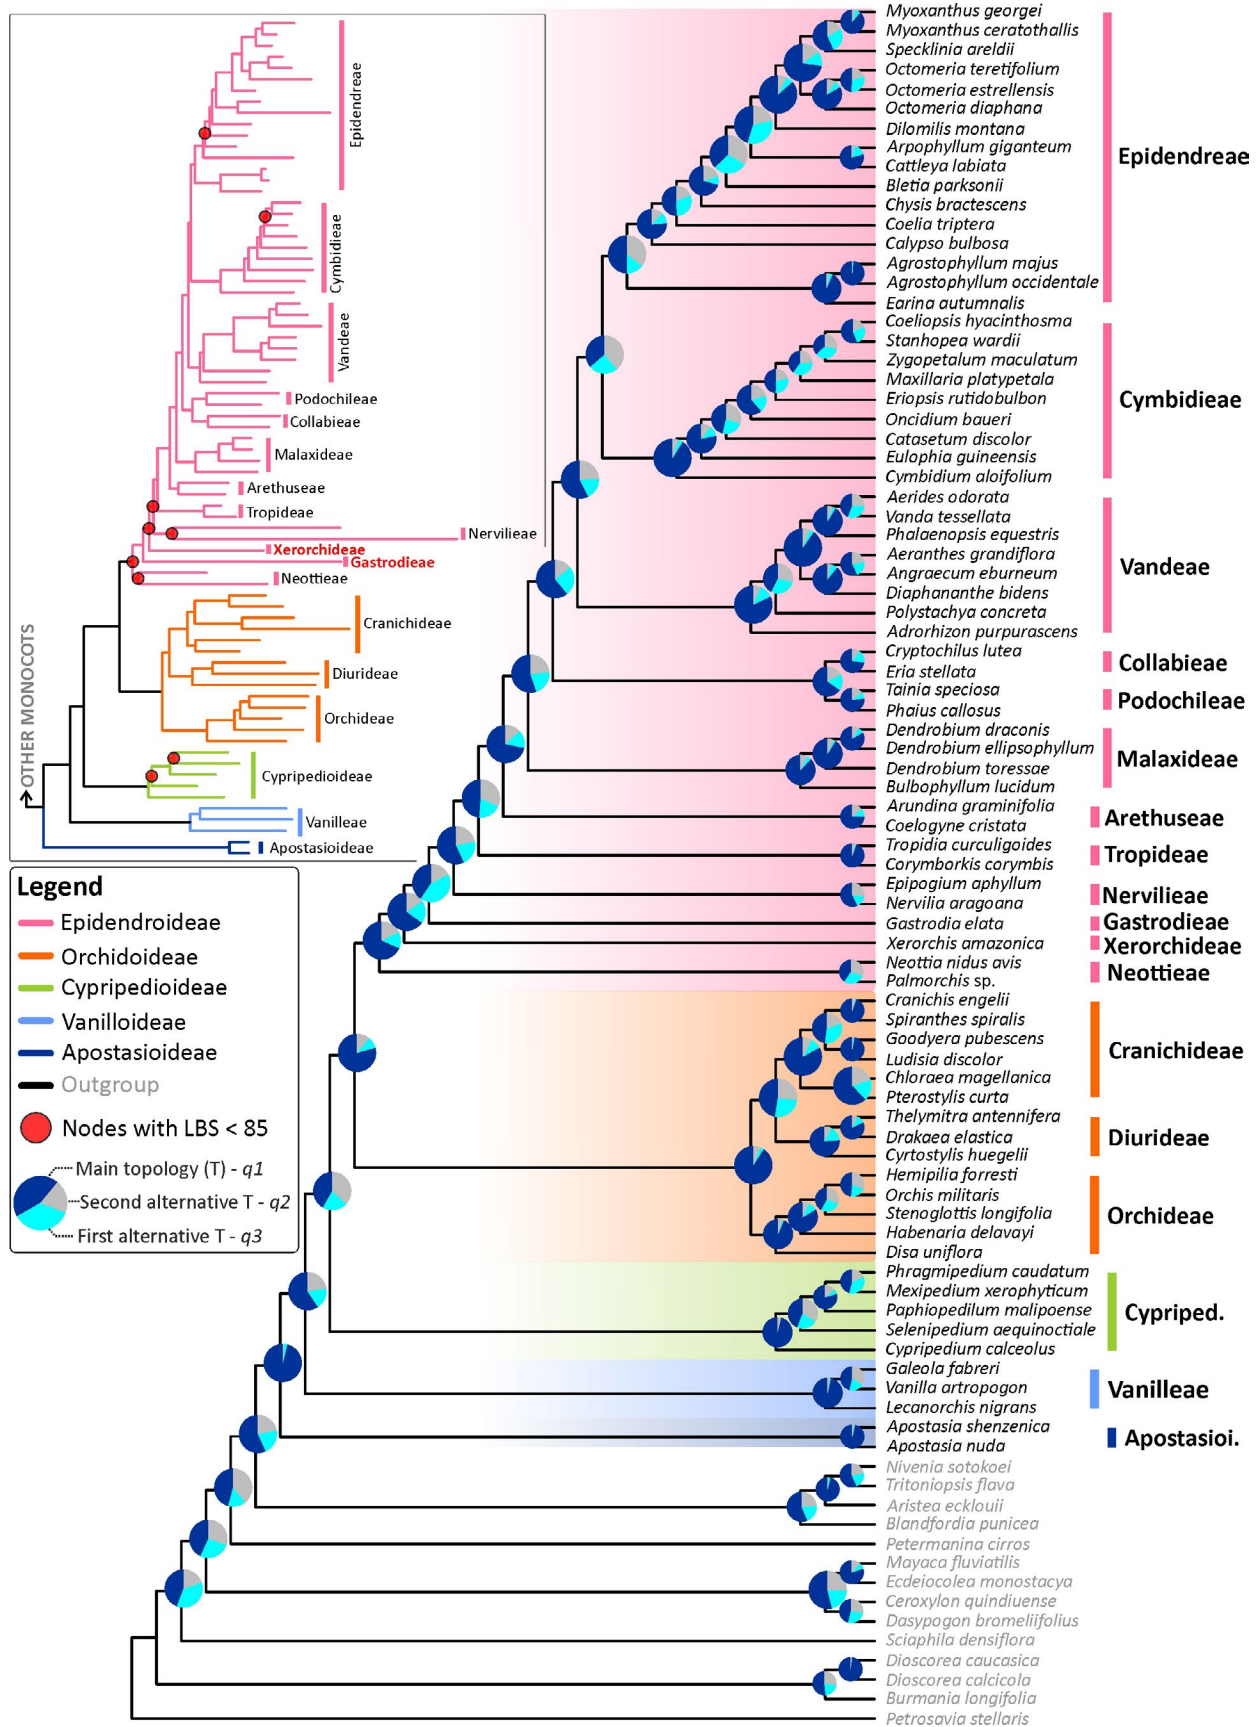 OTHER MONOCOTS
Epidendreae
Cymbidieae
Vandeae
Podochileae
Collabieae
Malaxideae
Arethuseae
Tropideae
Nervilieae
Xerorchideae
Gastrodieae
Neottieae
Cranichideae
Diurideae
Orchideae
Cypripedioideae
Vanilleae
Apostasioideae
Legend
Epidendroideae
Orchidoideae
Cypripedioideae
Vanilloideae
Apostasioideae
Outgroup
Nodes with LBS < 85
Main topology (T) - q1
Second alternative T - q2
First alternative T - q3
Myoxanthus georgei
Myoxanthus ceratothallis
Specklinia areldii
Octomeria teretifolium
Octomeria estrellensis
Octomeria diaphana
Dilomilis montana
Arpophyllum giganteum
Cattleya labiata
Bletia parksonii
Chysis bractescens
Coelia triptera
Calypso bulbosa
Agrostophyllum majus
Agrostophyllum occidentale
Earina autumnalis
Coeliopsis hyacinthosma
Stanhopea wardii
Zygopetalum maculatum
Maxillaria platypetala
Eriopsis rutidobulbon
Oncidium baueri
Catasetum discolor
Eulophia guineensis
Cymbidium aloifolium
Aerides odorata
Vanda tessellata
Phalaenopsis equestris
Aeranthes grandiflora
Angraecum eburneum
Diaphananthe bidens
Polystachya concreta
Adrorhizon purpurascens
Cryptochilus lutea
Eria stellata
Tainia speciosa
Phaius callosus
Dendrobium draconis
Dendrobium ellipsophyllum
Dendrobium toressae
Bulbophyllum lucidum
Arundina graminifolia
Coelogyne cristata
Tropidia curculigoides
Corymborkis corymbis
Epipogium aphyllum
Nervilia aragoana
Gastrodia elata
Xerorchis amazonica
Neottia nidus avis
Palmorchis sp.
Cranichis engelii
Spiranthes spiralis
Goodyera pubescens
Ludisia discolor
Chloraea magellanica
Pterostylis curta
Thelymitra antennifera
Drakaea elastica
Cyrtostylis huegelii
Hemipilia forresti
Orchis militaris
Stenoglottis longifolia
Habenaria delavayi
Disa uniflora
Phragmipedium caudatum
Mexipedium xerophyticum
Paphiopedilum malipoense
Selenipedium aequinoctiale
Cypripedium calceolus
Galeola fabreri
Vanilla artropogon
Lecanorchis nigrans
Apostasia shenzenica
Apostasia nuda
Nivenia sotokoei
Tritoniopsis flava
Aristea ecklouii
Blandfordia punicea
Petermanina cirros
Mayaca fluviatilis
Ecdeiocolea monostacya
Ceroxylon quindiuense
Dasypogon bromeliifolius
Sciaphila densiflora
Dioscorea caucasica
Dioscorea calcicola
Burmania longifolia
Petrosavia stellaris
Epidendreae
Cymbidieae
Vandeae
Collabieae
Podochileae
Malaxideae
Arethuseae
Tropideae
Nervilieae
Gastrodieae
Xerorchideae
Neottieae
Cranichideae
Diurideae
Orchideae
Cypriped.
Vanilleae
Apostasioi.